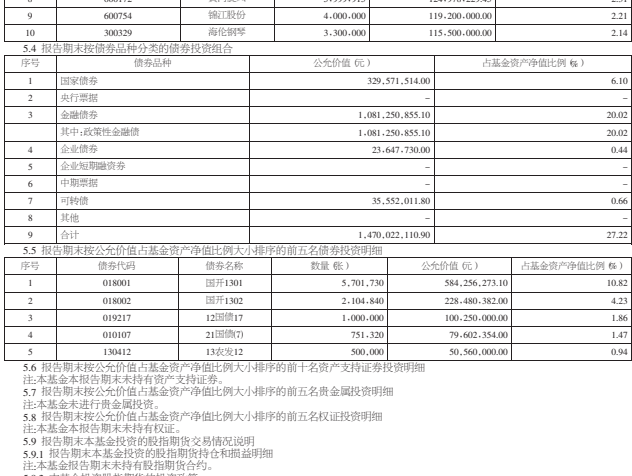 9 600754 锦江股份 4,000,000 119,200,000.00 2.21
10 300329 海伦钢琴 3,300,000 115,500,000.00 2.14
5.4 报告期末按债券品种分类的债券投资组合
序号 债券品种 公允价值(元) 占基金资产净值比例(%)
1 国家债券 329,571,514.00 6.10
2 央行票据 – –
3 金融债券 1,081,250,855.10 20.02
其中:政策性金融债 1,081,250,855.10 20.02
4 企业债券 23,647,730.00 0.44
5 企业短期融资券 – –
6 中期票据 – –
7 可转债 35,552,011.80 0.66
8 其他 – –
9 合计 1,470,022,110.90 27.22
5.5 报告期末按公允价值占基金资产净值比例大小排序的前五名债券投资明细
序号 债券代码 债券名称 数量(张) 公允价值(元) 占基金资产净值比例(%)
1 018001 国开1301 5,701,730 584,256,273.10 10.82
2 018002 国开1302 2,104,840 228,480,382.00 4.23
3 019217 12国债17 1,000,000 100,250,000.00 1.86
4 010107 21国债(7) 751,320 79,602,354.00 1.47
5 130412 13农发12 500,000 50,560,000.00 0.94
5.6 报告期末按公允价值占基金资产净值比例大小排序的前十名资产支持证券投资明细
注:本基金本报告期末未持有资产支持证券。
5.7 报告期末按公允价值占基金资产净值比例大小排序的前五名贵金属投资明细
注:本基金未进行贵金属投资。
5.8 报告期末按公允价值占基金资产净值比例大小排序的前五名权证投资明细
注:本基金本报告期末未持有权证。
5.9 报告期末本基金投资的股指期货交易情况说明
5.9.1 报告期末本基金投资的股指期货持仓和损益明细
注:本基金报告期末未持有股指期货合约。